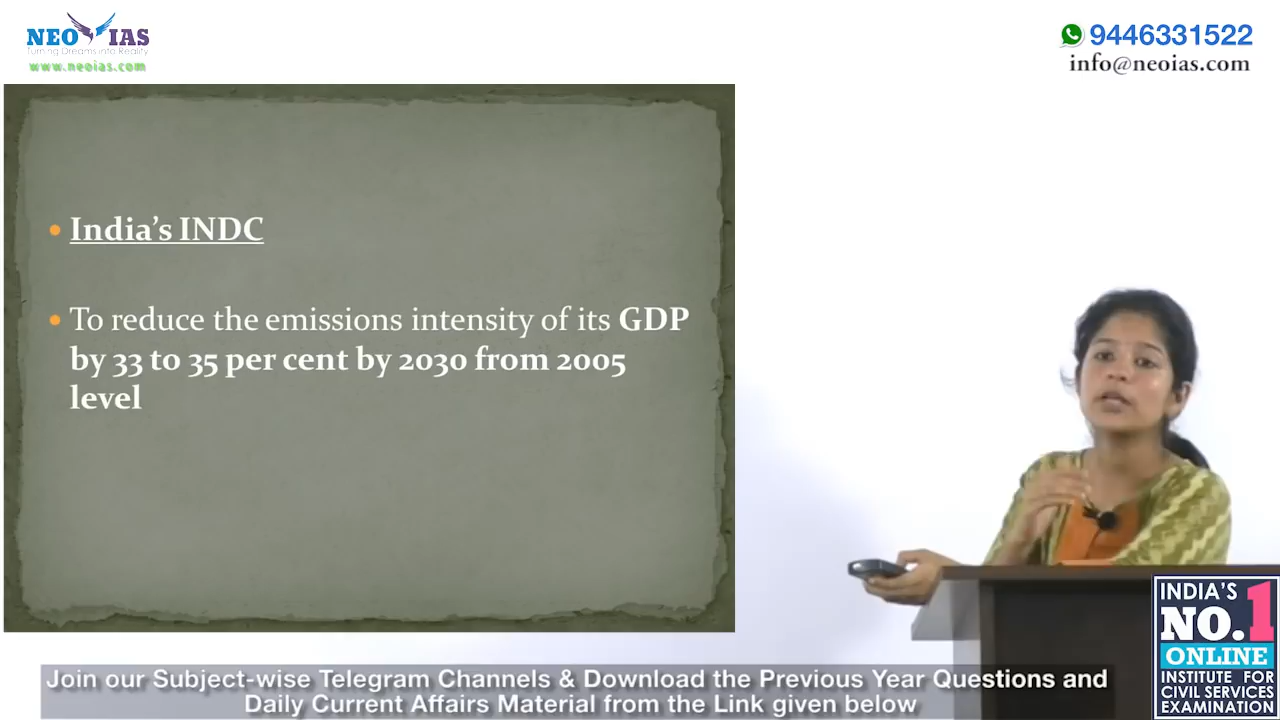 NEO IAS
Turning Dreams into Reality
www.neoias.com
9446331522
info@neoias.com
India’s INDC
To reduce the emissions intensity of its GDP
by 33 to 35 per cent by 2030 from 2005
level
INDIA'S
NO.1
ONLINE
INSTITUTE FOR
CIVIL SERVICES
EXAMINATION
Join our Subject-wise Telegram Channels & Download the Previous Year Questions and
Daily Current Affairs Material from the Link given below